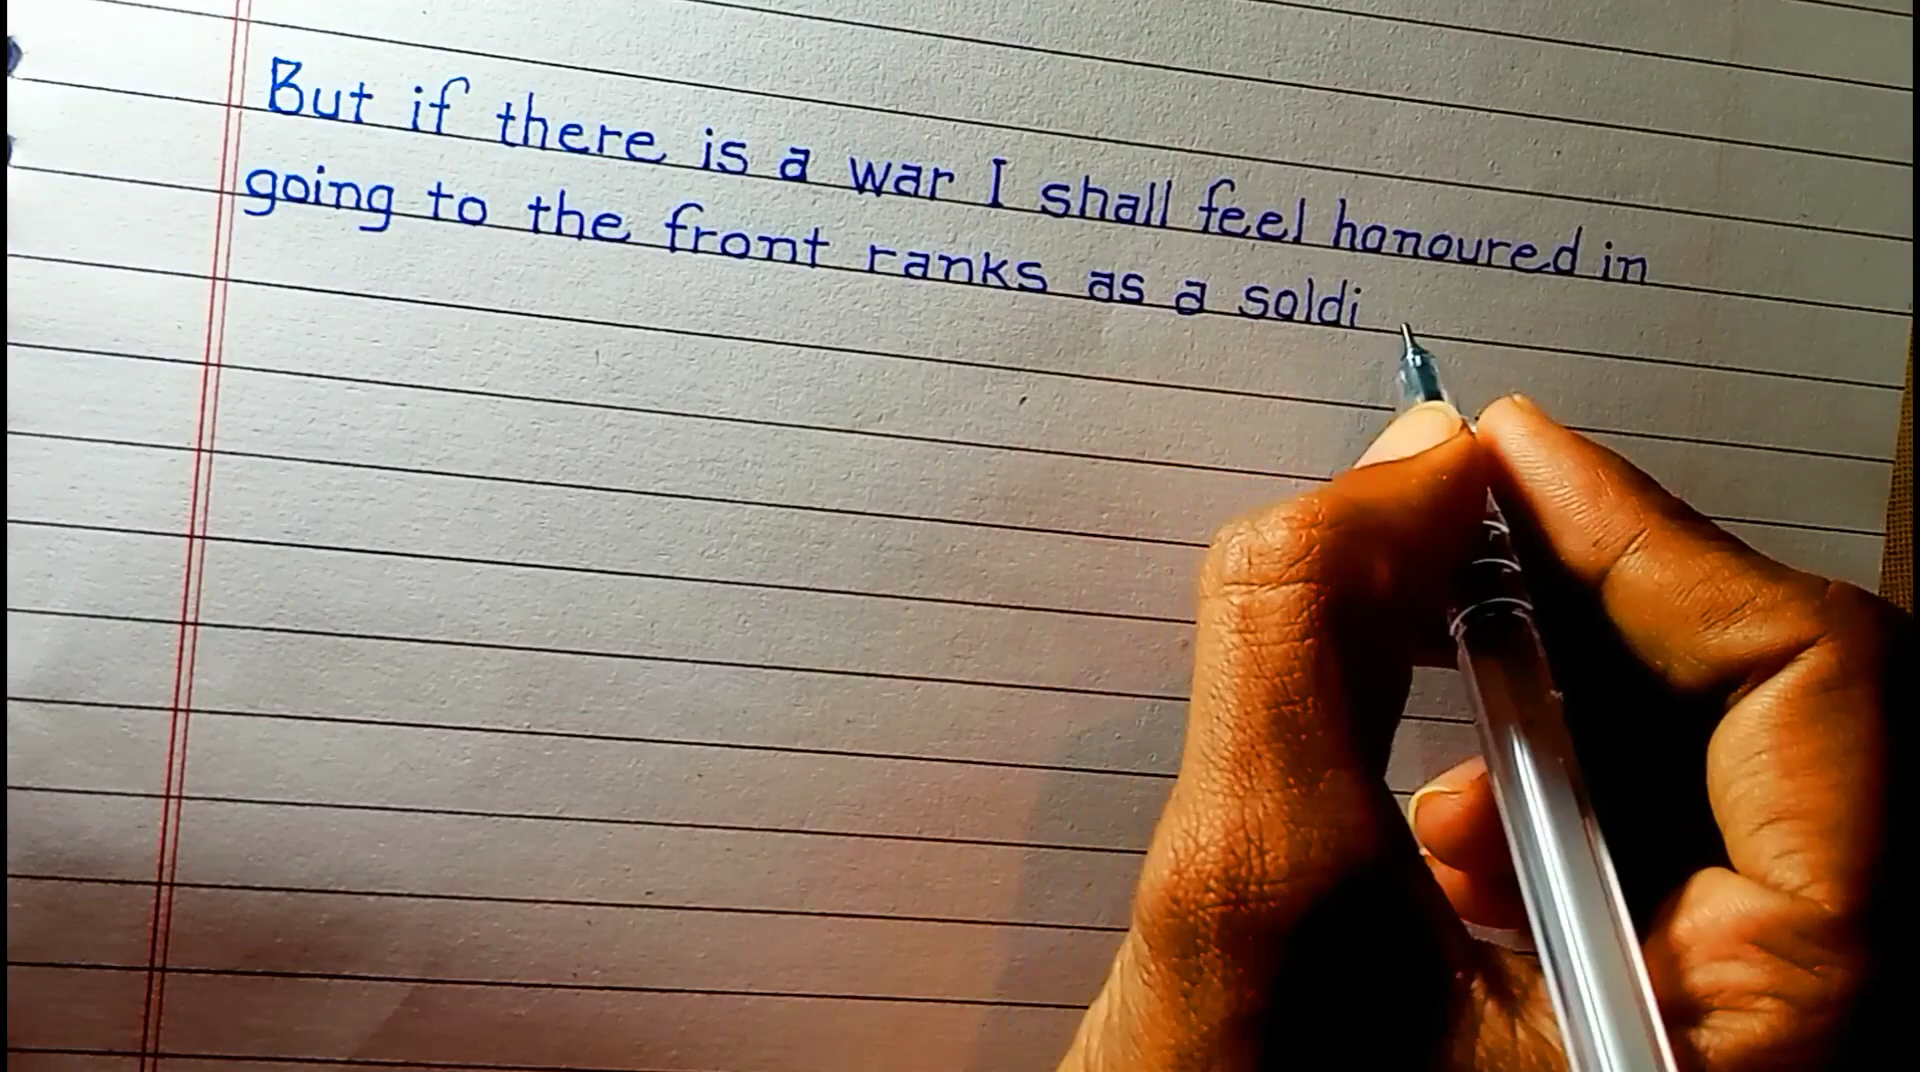 But if there is a war I shall feel honoured in
going to the front ranks as a soldi